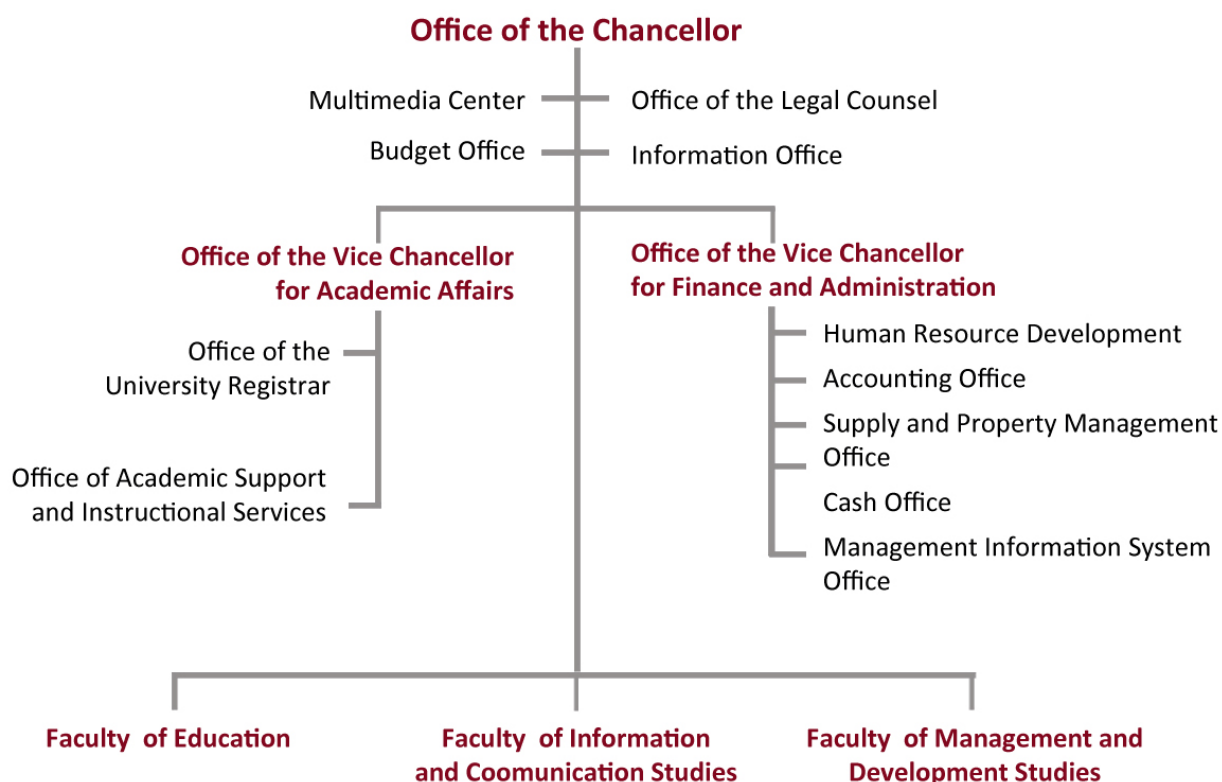 Office of the Chancellor
Multimedia Center
Office of the Legal Counsel
Budget Office
Information Office
Office of the Vice Chancellor
for Academic Affairs
Office of the Vice Chancellor
for Finance and Administration
Office of the
University Registrar
Office of Academic Support
and Instructional Services
Human Resource Development
Accounting Office
Supply and Property Management
Office
Cash Office
Management Information System
Office
Faculty of Education
Faculty of Information
and Coomunication Studies
Faculty of Management and
Development Studies